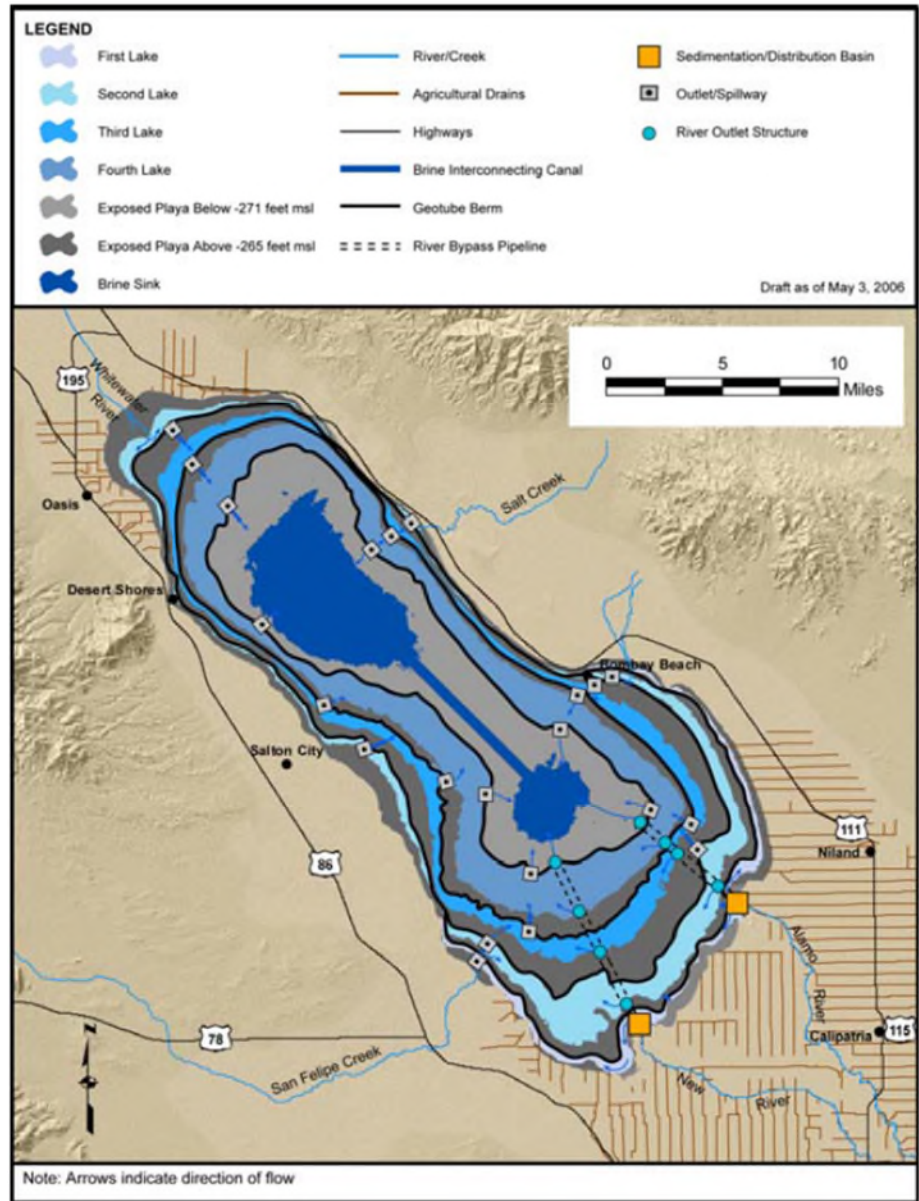 LEGEND
First Lake
Second Lake
Third Lake
Fourth Lake
Exposed Playa Below -271 feet msl
Exposed Playa Above -265 feet msl
Brine Sink
River/Creek
Agricultural Drains
Highways
Brine Interconnecting Canal
Geotube Berm
River Bypass Pipeline
Sedimentation/Distribution Basin
Outlet/Spillway
River Outlet Structure
Draft as of May 3, 2006
0 5 10
Miles
195
Whitewater
River
Oasis
Salt Creek
Desert Shores
Bombay Beach
Salton City
111
Niland
86
Alamo
River
78
Calipatria
115
San Felipe Creek
New
River
Z
Note: Arrows indicate direction of flow